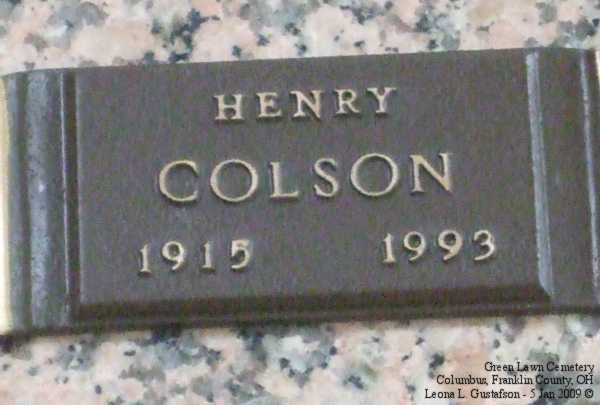 HENRY
COLSON
1915 1993
Green Lawn Cemetery
Columbus, Franklin County, OH
Leona L. Gustafson - 5 Jan 2009 ©